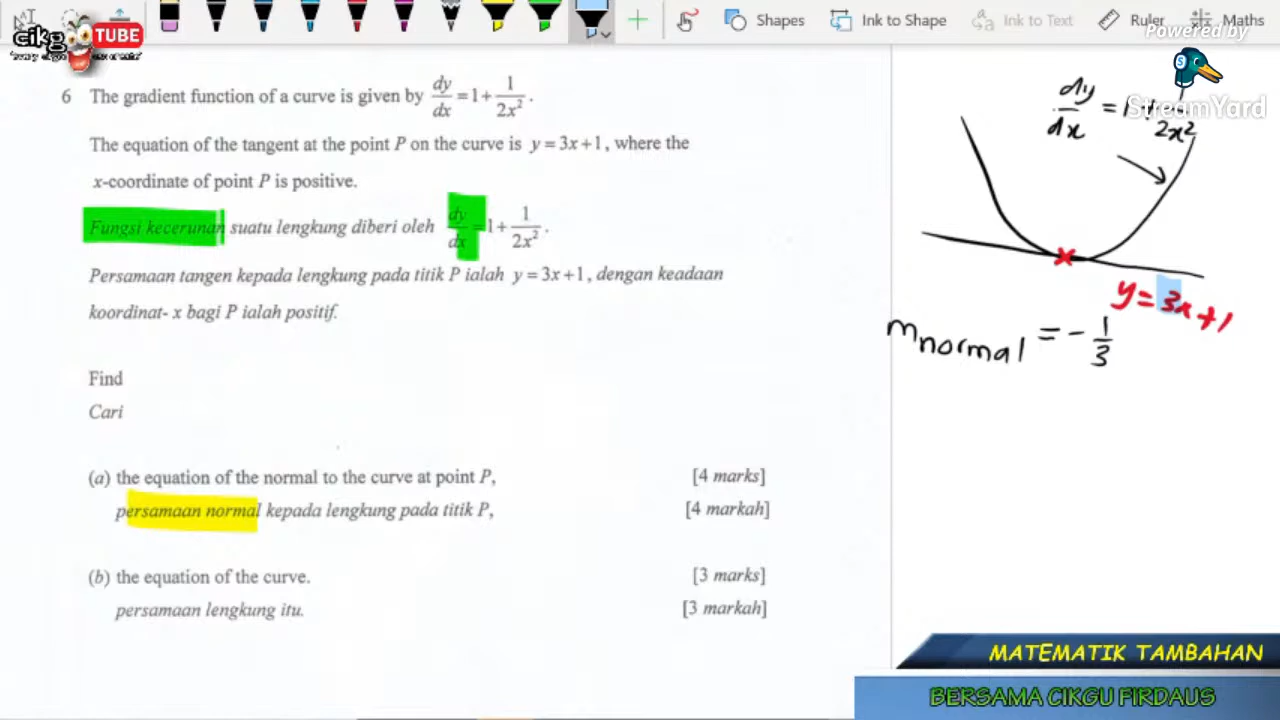 Shapes
Ink to Shape
Ink to Text
Ruler
Maths
cikgOOTUBE
Powered by
StreamYard
6 The gradient function of a curve is given by dy/dx = 1 + 1/2x².
The equation of the tangent at the point P on the curve is y = 3x+1, where the
x-coordinate of point P is positive.
Fungsi kecerunan suatu lengkung diberi oleh dy/dx = 1 + 1/2x².
Persamaan tangen kepada lengkung pada titik P ialah y = 3x+1, dengan keadaan
koordinat- x bagi P ialah positif.
Find
Cari
(a) the equation of the normal to the curve at point P, [4 marks]
persamaan normal kepada lengkung pada titik P, [4 markah]
(b) the equation of the curve. [3 marks]
persamaan lengkung itu. [3 markah]
dy/dx = 1 + 1/2x²
y = 3x + 1
m normal = - 1/3
MATEMATIK TAMBAHAN
BERSAMA CIKGU FIRDAUS